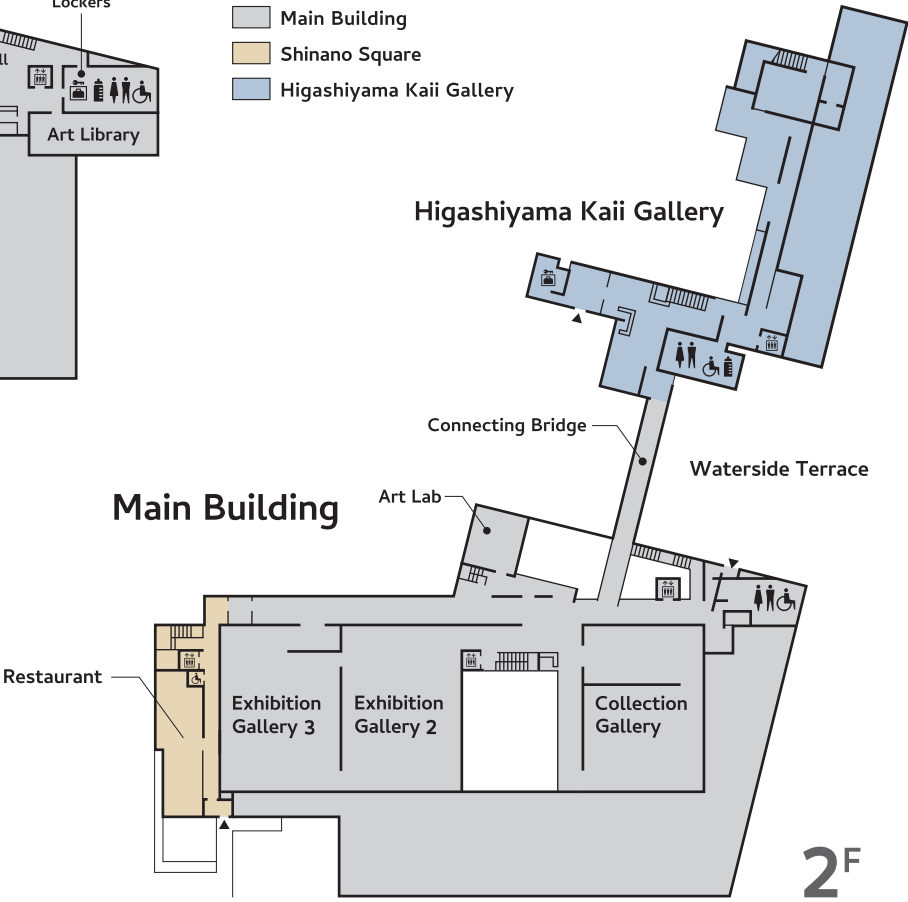 Lockers
Main Building
Shinano Square
Higashiyama Kaii Gallery
ll
Art Library
Higashiyama Kaii Gallery
Connecting Bridge
Waterside Terrace
Main Building
Art Lab
Restaurant
Exhibition
Gallery 3
Exhibition
Gallery 2
Collection
Gallery
2F